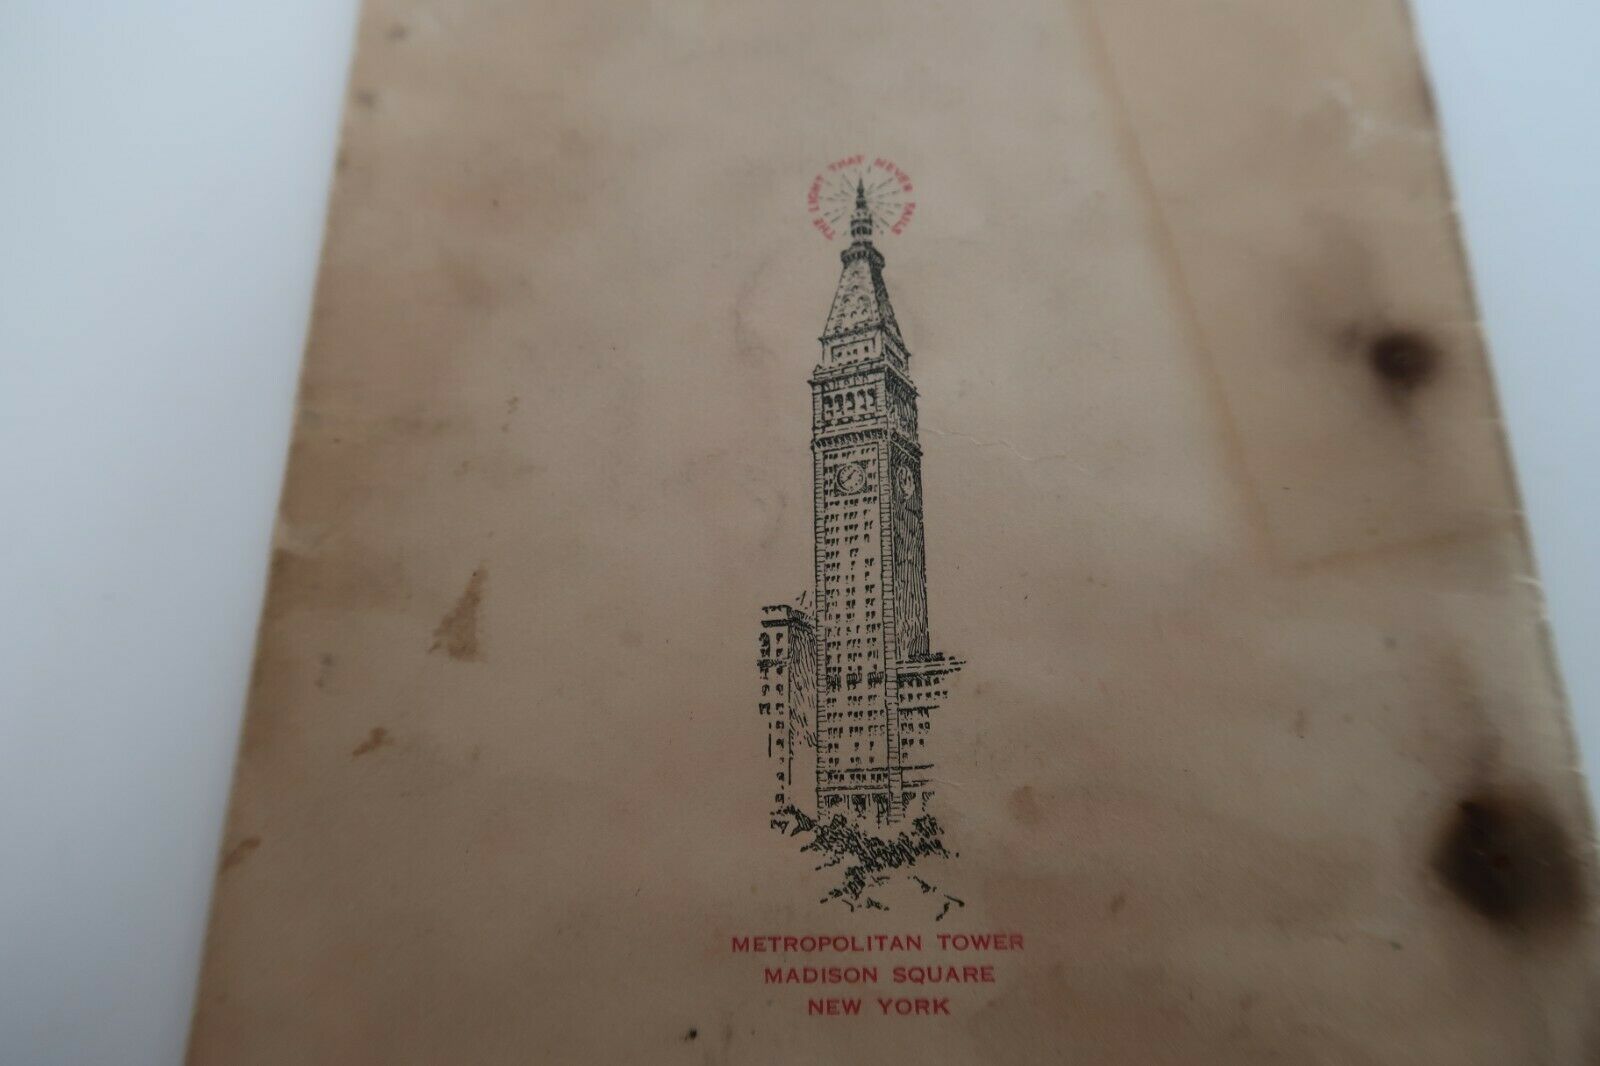 THE LIGHT THAT NEVER FAILS
METROPOLITAN TOWER
MADISON SQUARE
NEW YORK